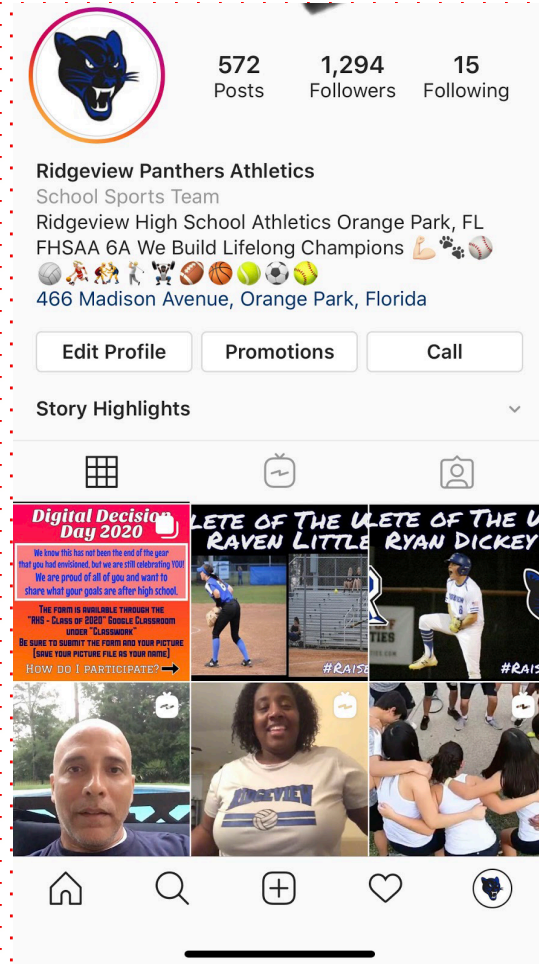 572 1,294 15
Posts Followers Following
Ridgeview Panthers Athletics
School Sports Team
Ridgeview High School Athletics Orange Park, FL
FHSAA 6A We Build Lifelong Champions 💪🐾⚾
466 Madison Avenue, Orange Park, Florida
Edit Profile Promotions Call
Story Highlights
Digital Decision
Day 2020
We know this has not been the end of the year
that you had envisioned, but we are still celebrating YOU!
We are proud of all of you and want to
share what your goals are after high school.
The form is available through the
"RHS - Class of 2020" Google Classroom
under "Classwork"
Be sure to submit the form and your picture
(save your picture file as your name)
How do I participate?
LETE OF THE U
RAVEN LITTLE
#RAISE
LETE OF THE U
RYAN DICKEY
#RAIS
RIDGEVIEW